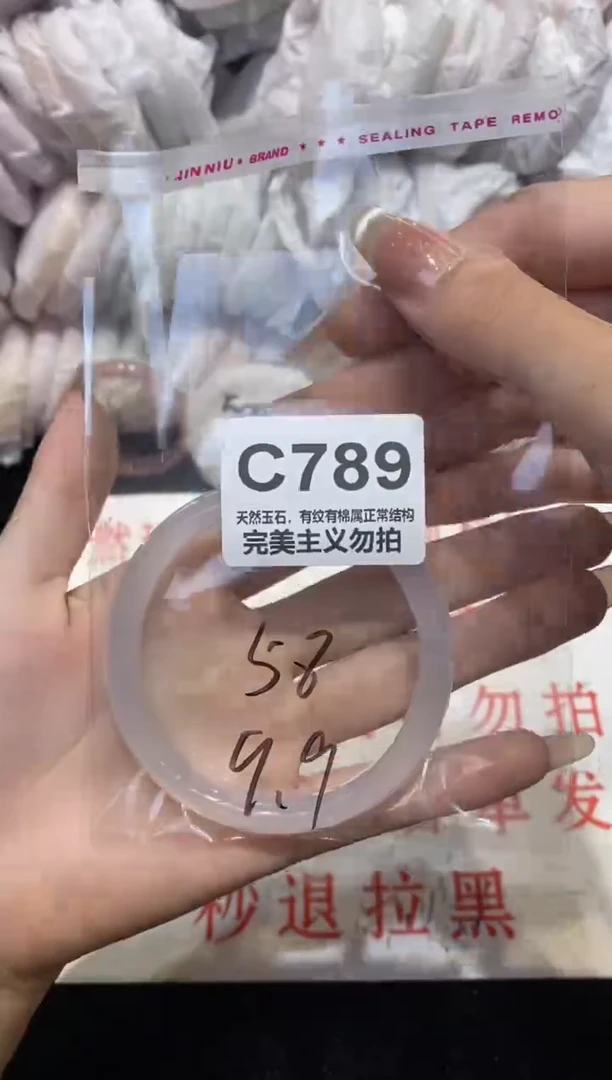 JINNIU * BRAND * * * SEALING TAPE REMO
C789
天然玉石，有纹有棉属正常结构
完美主义勿拍
58
9.9
勿拍
单发
秒退拉黑